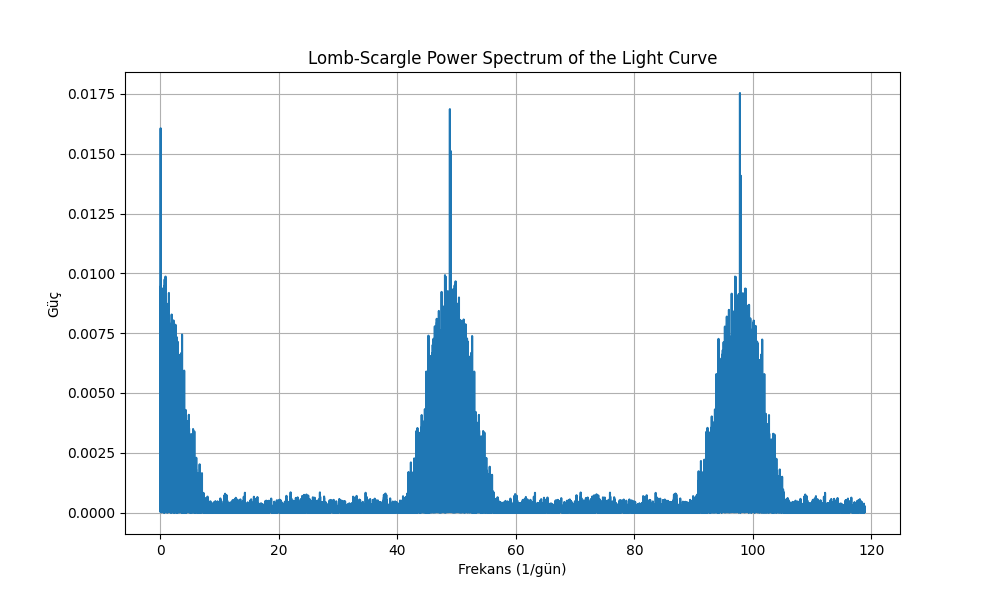 Lomb-Scargle Power Spectrum of the Light Curve
0.0175
0.0150
0.0125
0.0100
0.0075
0.0050
0.0025
0.0000
Güç
0 20 40 60 80 100 120
Frekans (1/gün)